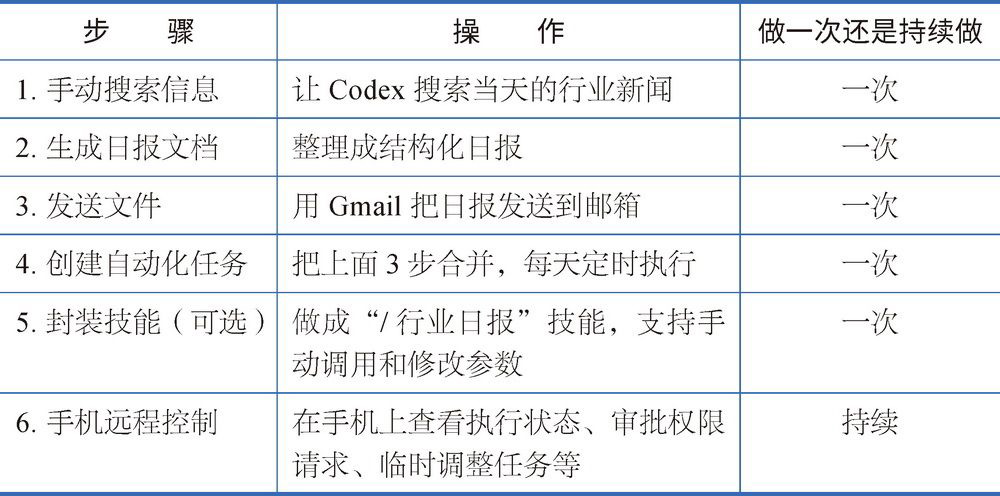 步 骤 操 作 做一次还是持续做
1. 手动搜索信息 让 Codex 搜索当天的行业新闻 一次
2. 生成日报文档 整理成结构化日报 一次
3. 发送文件 用 Gmail 把日报发送到邮箱 一次
4. 创建自动化任务 把上面 3 步合并，每天定时执行 一次
5. 封装技能（可选） 做成“/ 行业日报”技能，支持手 一次
动调用和修改参数
6. 手机远程控制 在手机上查看执行状态、审批权限 持续
请求、临时调整任务等